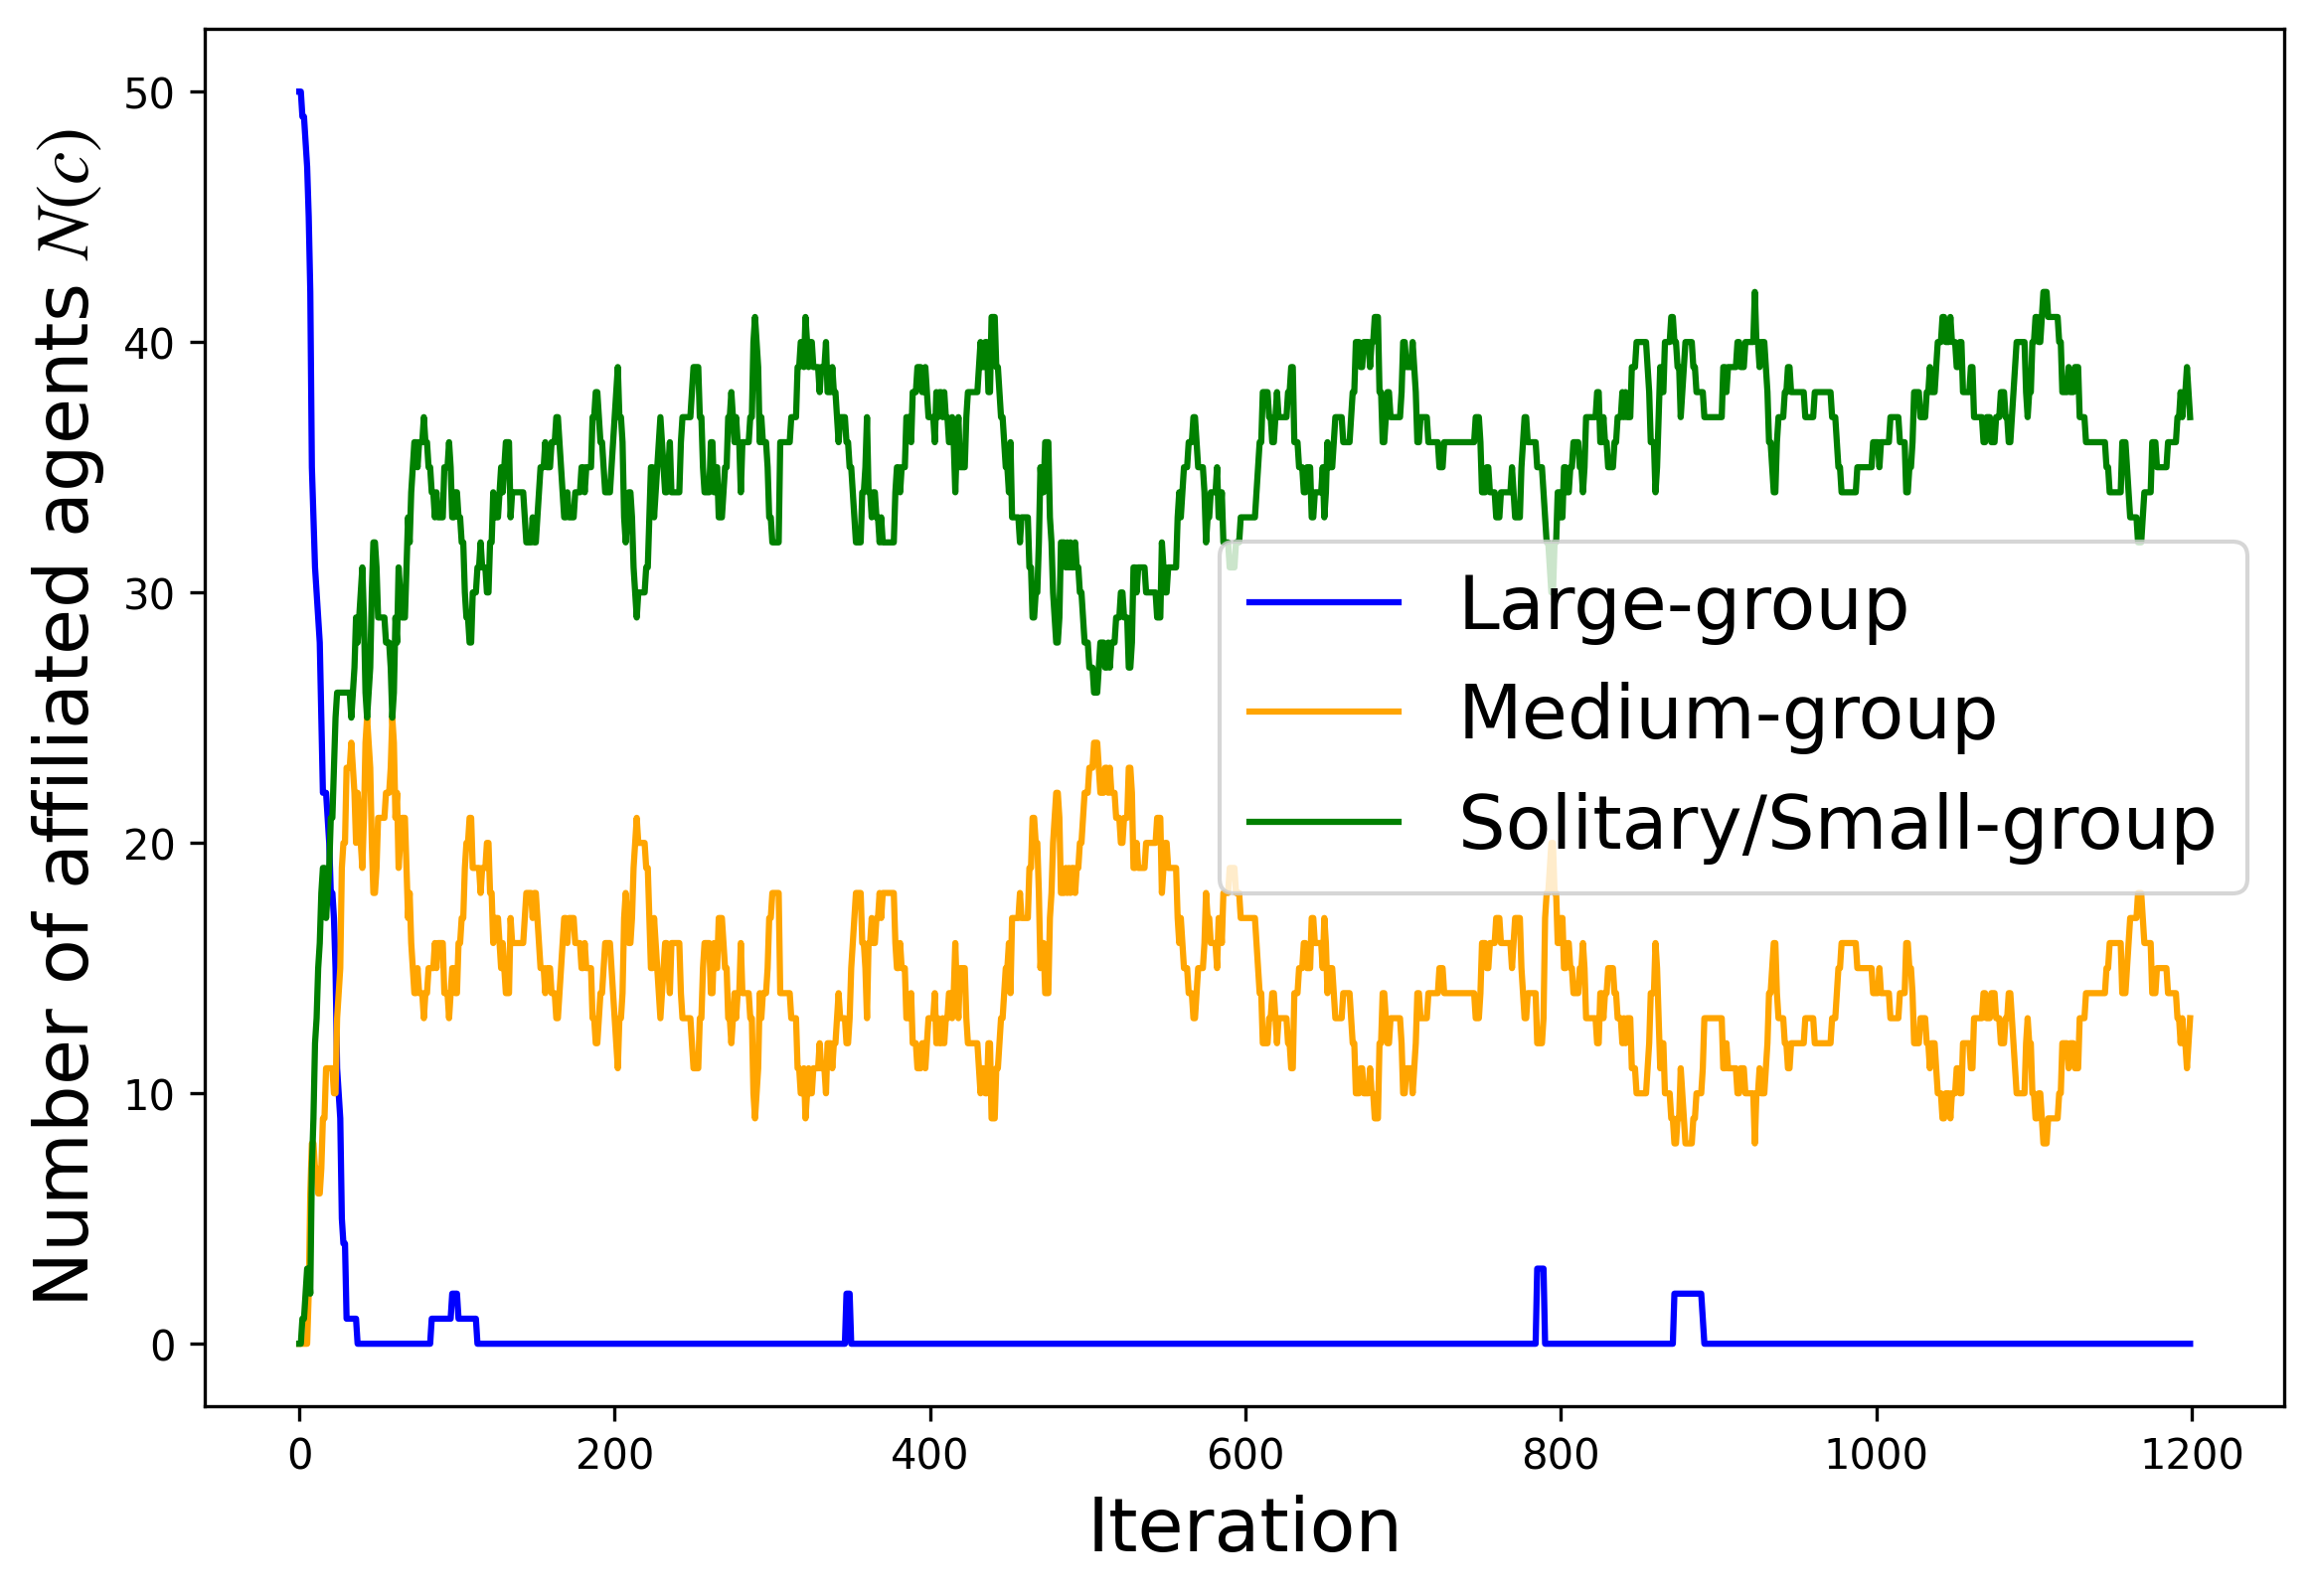 Number of affiliated agents N(c)
50
40
30
20
10
0
Large-group
Medium-group
Solitary/Small-group
0 200 400 600 800 1000 1200
Iteration